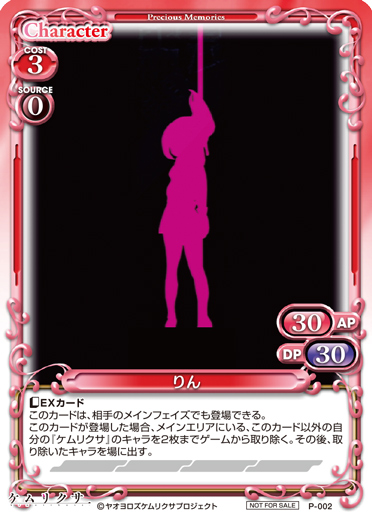 Precious Memories
Character
COST
3
SOURCE
0
30 AP
DP 30
りん
EXカード
このカードは、相手のメインフェイズでも登場できる。
このカードが登場した場合、メインエリアにいる、このカード以外の自
分の『ケムリクサ』のキャラを2枚までゲームから取り除く。その後、取
り除いたキャラを場に出す。
ケムリクサ
©ヤオヨロズケムリクサプロジェクト
NOT FOR SALE
P-002